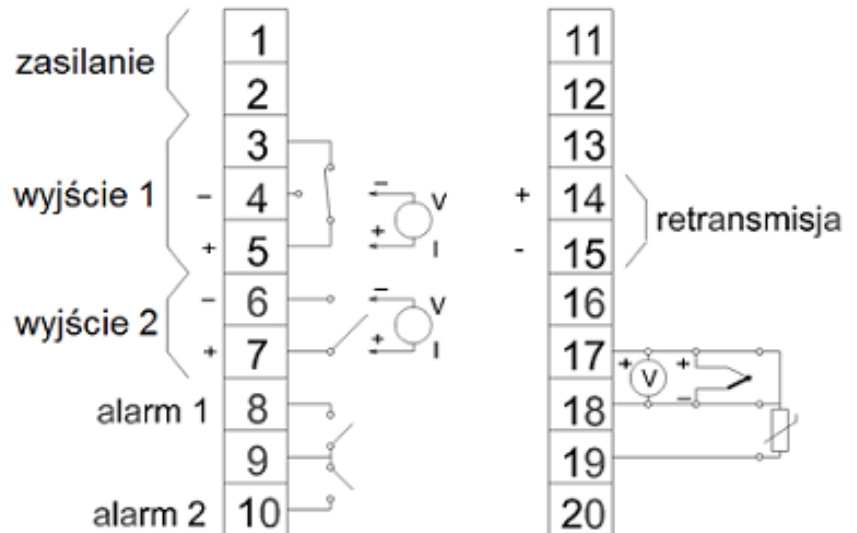 zasilanie
1
2
wyjście 1
3
− 4
+ 5
− V
+ I
wyjście 2
− 6
+ 7
− V
+ I
alarm 1
8
9
alarm 2
10
11
12
13
+ 14
- 15
retransmisja
16
17
18
19
20
+ V
+
−